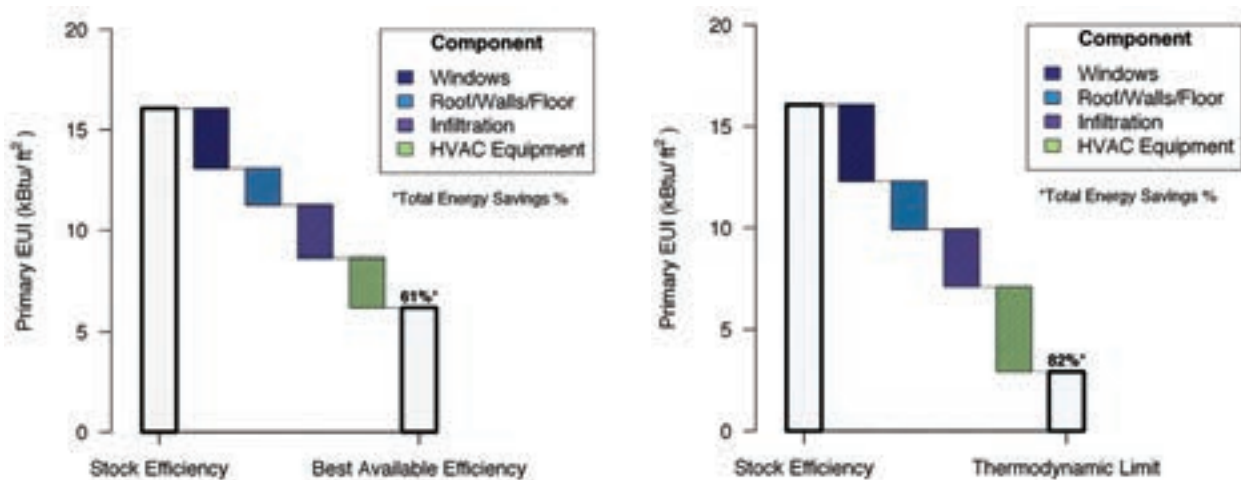 20
15
10
5
0
Primary EUI (kBtu/ ft²)
Component
Windows
Roof/Walls/Floor
Infiltration
HVAC Equipment
*Total Energy Savings %
61%*
Stock Efficiency
Best Available Efficiency
20
15
10
5
0
Primary EUI (kBtu/ ft²)
Component
Windows
Roof/Walls/Floor
Infiltration
HVAC Equipment
*Total Energy Savings %
82%*
Stock Efficiency
Thermodynamic Limit